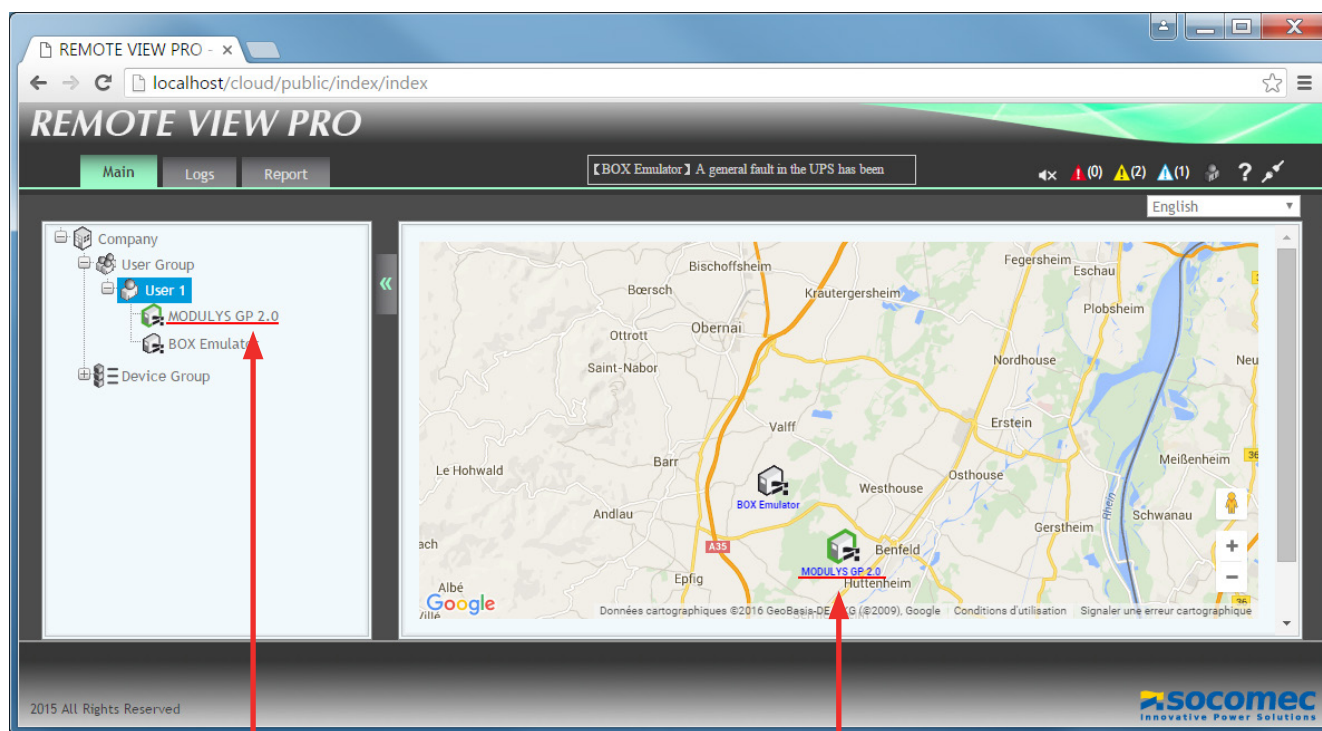 REMOTE VIEW PRO -
localhost/cloud/public/index/index
REMOTE VIEW PRO
Main
Logs
Report
【BOX Emulator】A general fault in the UPS has been
(0)
(2)
(1)
?
English
Company
User Group
User 1
MODULYS GP 2.0
BOX Emulator
Device Group
Bischoffsheim
Fegersheim
Eschau
Bœrsch
Krautergersheim
Plobsheim
Obernai
Ottrott
Nordhouse
Neu
Saint-Nabor
Valff
Erstein
Barr
Meißenheim
36
Le Hohwald
Osthouse
Westhouse
BOX Emulator
Andlau
Rhein
Schwanau
Gerstheim
ach
A35
Benfeld
MODULYS GP 2.0
Epfig
Huttenheim
Albé
Google
Villé
36
Données cartographiques ©2016 GeoBasis-DE/BKG (©2009), Google
Conditions d'utilisation
Signaler une erreur cartographique
2015 All Rights Reserved
socomec
Innovative Power Solutions